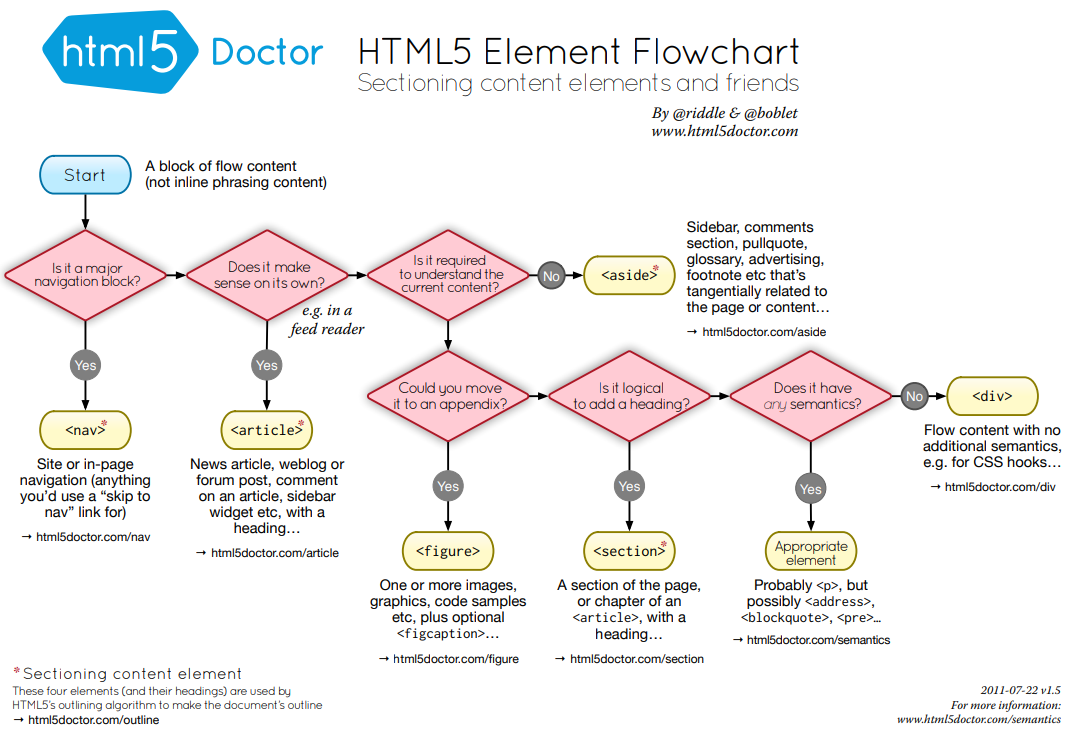 html5 Doctor
HTML5 Element Flowchart
Sectioning content elements and friends
By @riddle & @boblet
www.html5doctor.com
Start
A block of flow content
(not inline phrasing content)
Is it a major
navigation block?
Does it make
sense on its own?
e.g. in a
feed reader
Is it required
to understand the
current content?
No
<aside>*
Sidebar, comments
section, pullquote,
glossary, advertising,
footnote etc that’s
tangentially related to
the page or content…
→ html5doctor.com/aside
Yes
<nav>*
Site or in-page
navigation (anything
you’d use a “skip to
nav” link for)
→ html5doctor.com/nav
Yes
<article>*
News article, weblog or
forum post, comment
on an article, sidebar
widget etc, with a
heading…
→ html5doctor.com/article
Could you move
it to an appendix?
Is it logical
to add a heading?
Does it have
any semantics?
No
<div>
Flow content with no
additional semantics,
e.g. for CSS hooks…
→ html5doctor.com/div
Yes
<figure>
One or more images,
graphics, code samples
etc, plus optional
<figcaption>…
→ html5doctor.com/figure
Yes
<section>*
A section of the page,
or chapter of an
<article>, with a
heading…
→ html5doctor.com/section
Yes
Appropriate
element
Probably <p>, but
possibly <address>,
<blockquote>, <pre>…
→ html5doctor.com/semantics
* Sectioning content element
These four elements (and their headings) are used by
HTML5’s outlining algorithm to make the document’s outline
→ html5doctor.com/outline
2011-07-22 v1.5
For more information:
www.html5doctor.com/semantics